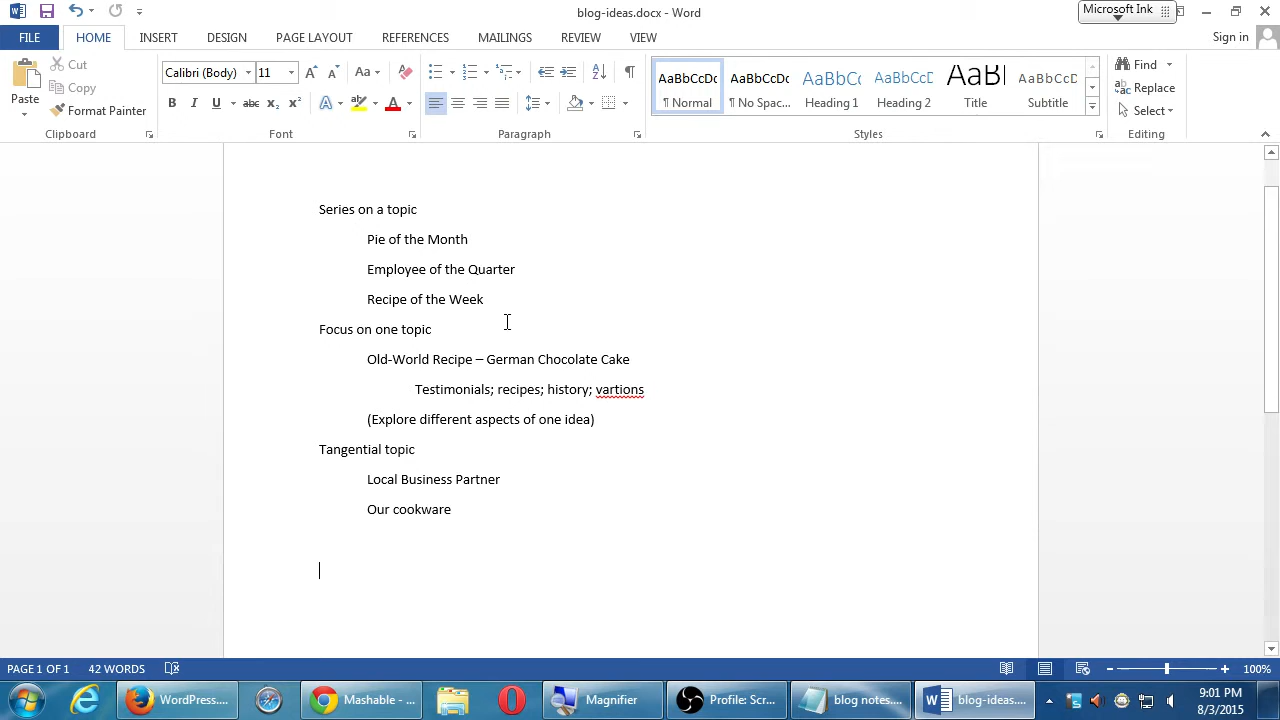 blog-ideas.docx - Word
Microsoft Ink
FILE HOME INSERT DESIGN PAGE LAYOUT REFERENCES MAILINGS REVIEW VIEW Sign in
Paste
Cut
Copy
Format Painter
Clipboard
Calibri (Body) 11
Aa
B I U abc x₂ x² A A
Font
Paragraph
AaBbCcDc AaBbCcDc AaBbCc AaBbCcD AaB AaBbCcD
¶ Normal ¶ No Spac... Heading 1 Heading 2 Title Subtitle
Styles
Find
Replace
Select
Editing
Series on a topic
Pie of the Month
Employee of the Quarter
Recipe of the Week
Focus on one topic
Old-World Recipe – German Chocolate Cake
Testimonials; recipes; history; vartions
(Explore different aspects of one idea)
Tangential topic
Local Business Partner
Our cookware
PAGE 1 OF 1 42 WORDS 100%
WordPress.... Mashable - ... Magnifier Profile: Scr... blog notes.... blog-ideas....
9:01 PM
8/3/2015